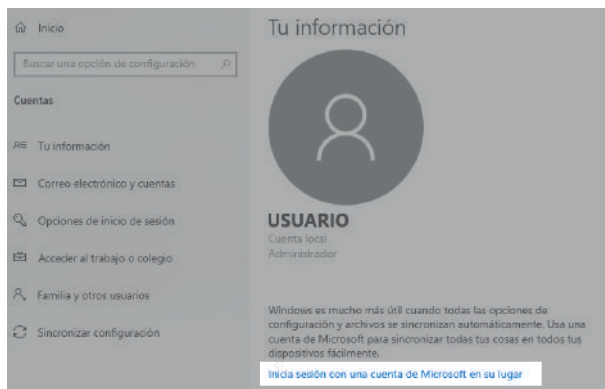 Inicio
Buscar una opción de configuración
Cuentas
Tu información
Correo electrónico y cuentas
Opciones de inicio de sesión
Acceder al trabajo o colegio
Familia y otros usuarios
Sincronizar configuración
Tu información
USUARIO
Cuenta local
Administrador
Windows es mucho más útil cuando todas las opciones de
configuración y archivos se sincronizan automáticamente. Usa una
cuenta de Microsoft para sincronizar todas tus cosas en todos tus
dispositivos fácilmente.
Inicia sesión con una cuenta de Microsoft en su lugar